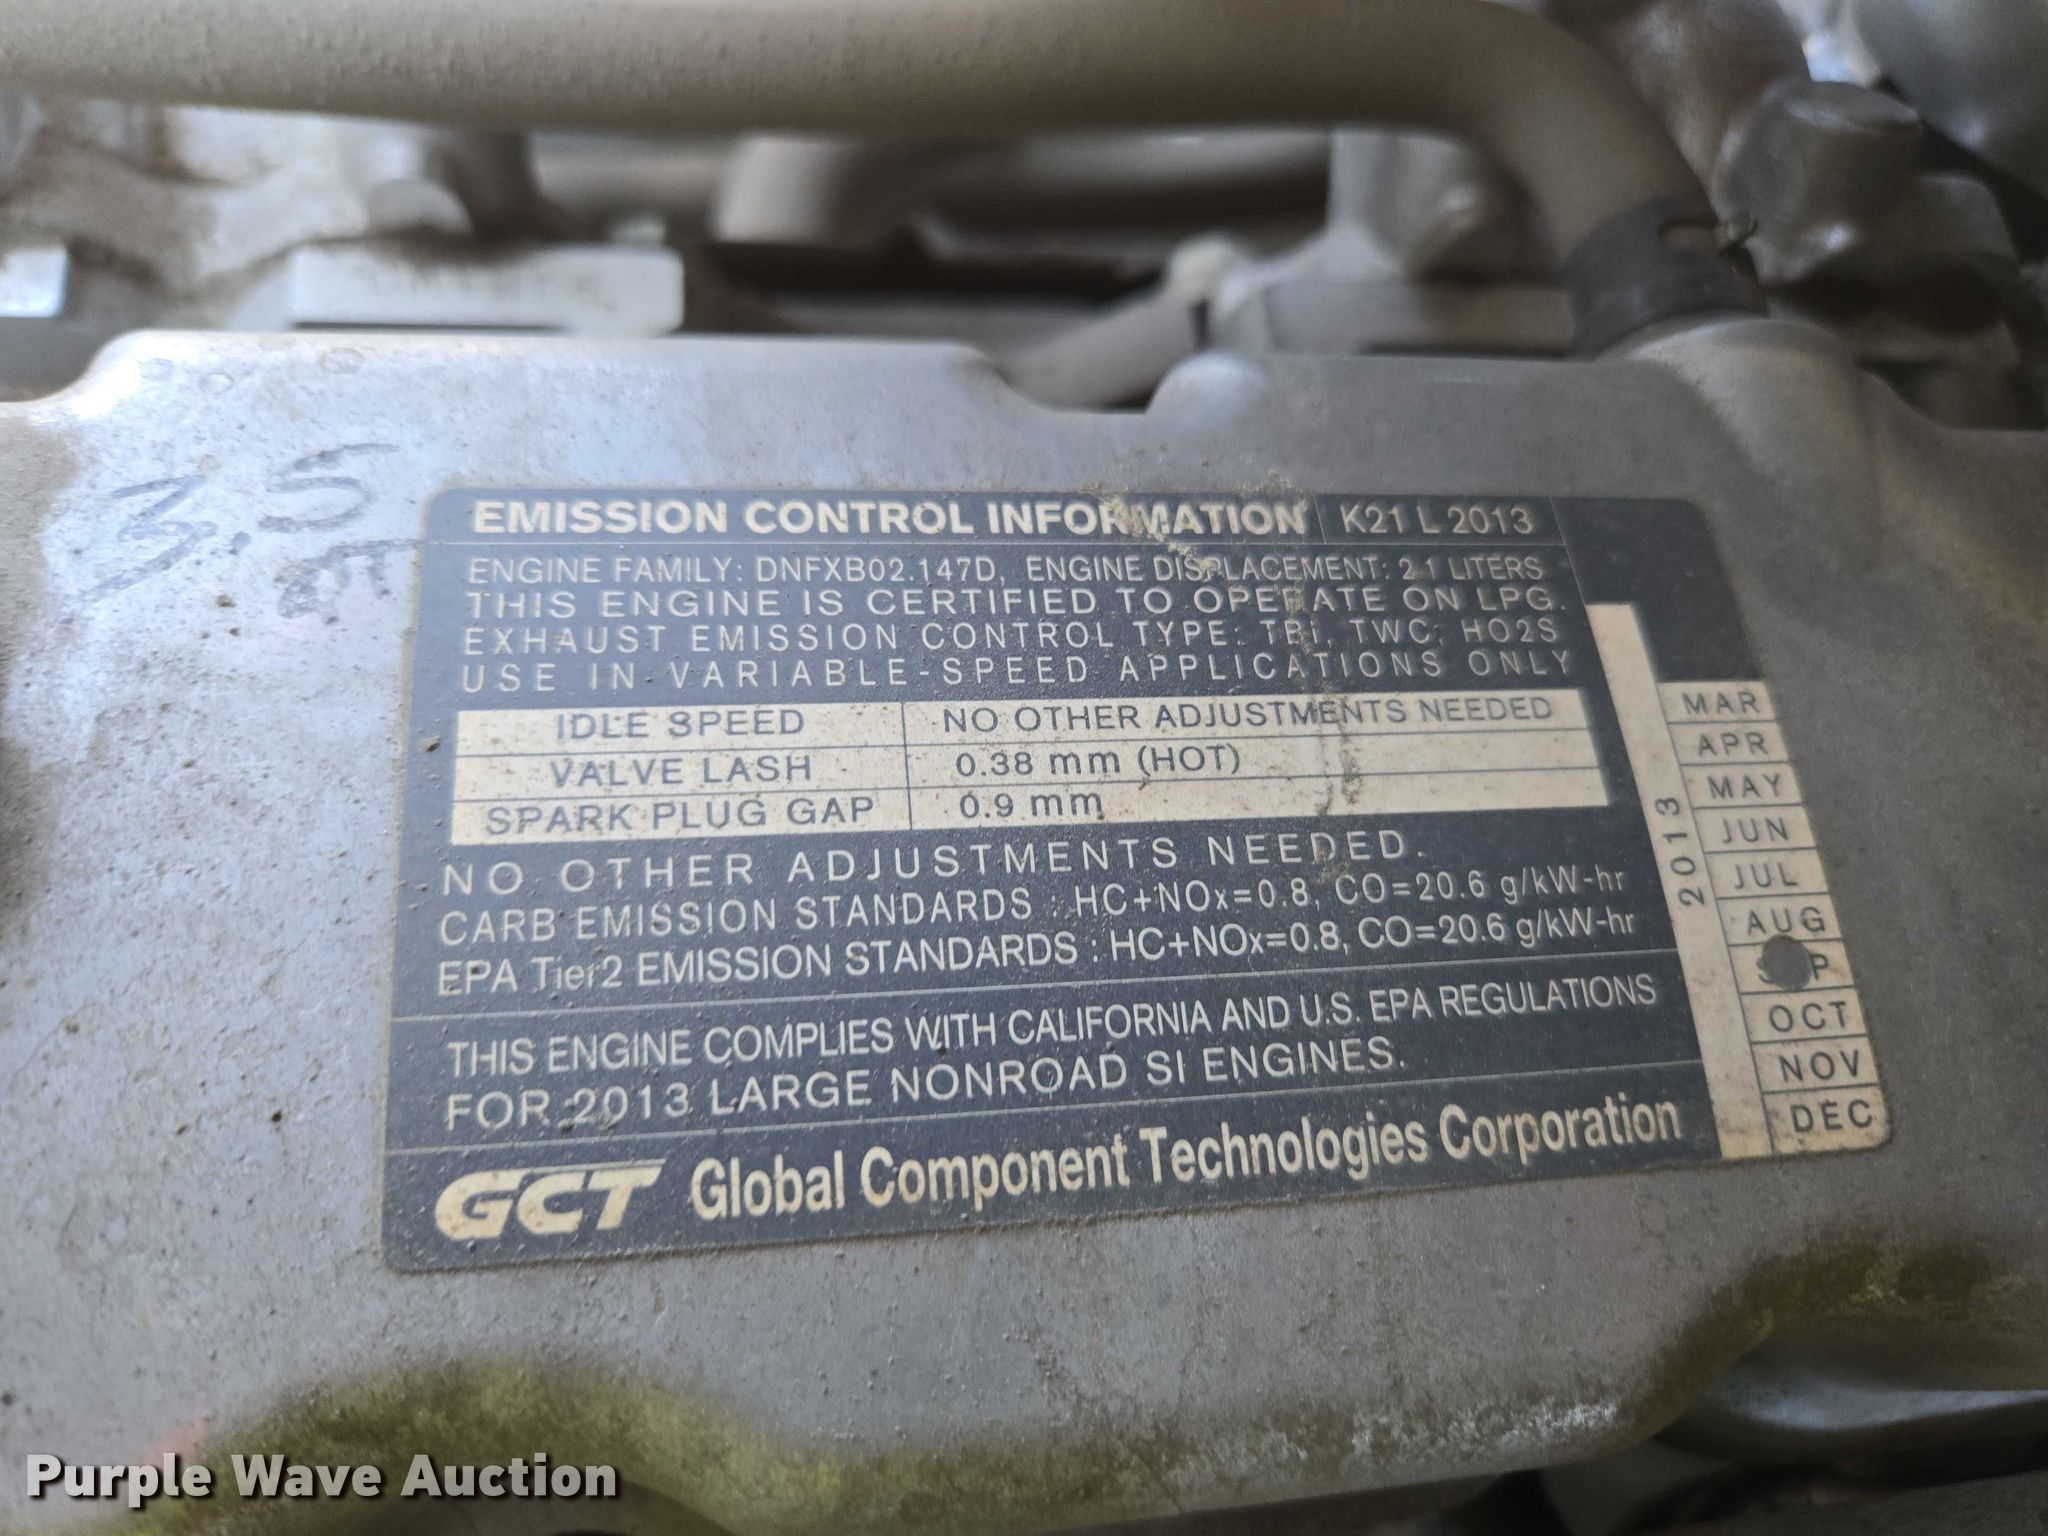 3,5
EMISSION CONTROL INFORMATION K21 L 2013
ENGINE FAMILY: DNFXB02.147D, ENGINE DISPLACEMENT: 2.1 LITERS
THIS ENGINE IS CERTIFIED TO OPERATE ON LPG.
EXHAUST EMISSION CONTROL TYPE: TBI, TWC, HO2S
USE IN VARIABLE-SPEED APPLICATIONS ONLY
IDLE SPEED NO OTHER ADJUSTMENTS NEEDED
VALVE LASH 0.38 mm (HOT)
SPARK PLUG GAP 0.9 mm
NO OTHER ADJUSTMENTS NEEDED.
CARB EMISSION STANDARDS : HC+NOx=0.8, CO=20.6 g/kW-hr
EPA Tier2 EMISSION STANDARDS : HC+NOx=0.8, CO=20.6 g/kW-hr
THIS ENGINE COMPLIES WITH CALIFORNIA AND U.S. EPA REGULATIONS
FOR 2013 LARGE NONROAD SI ENGINES.
GCT Global Component Technologies Corporation
2013
MAR
APR
MAY
JUN
JUL
AUG
OCT
NOV
DEC
Purple Wave Auction